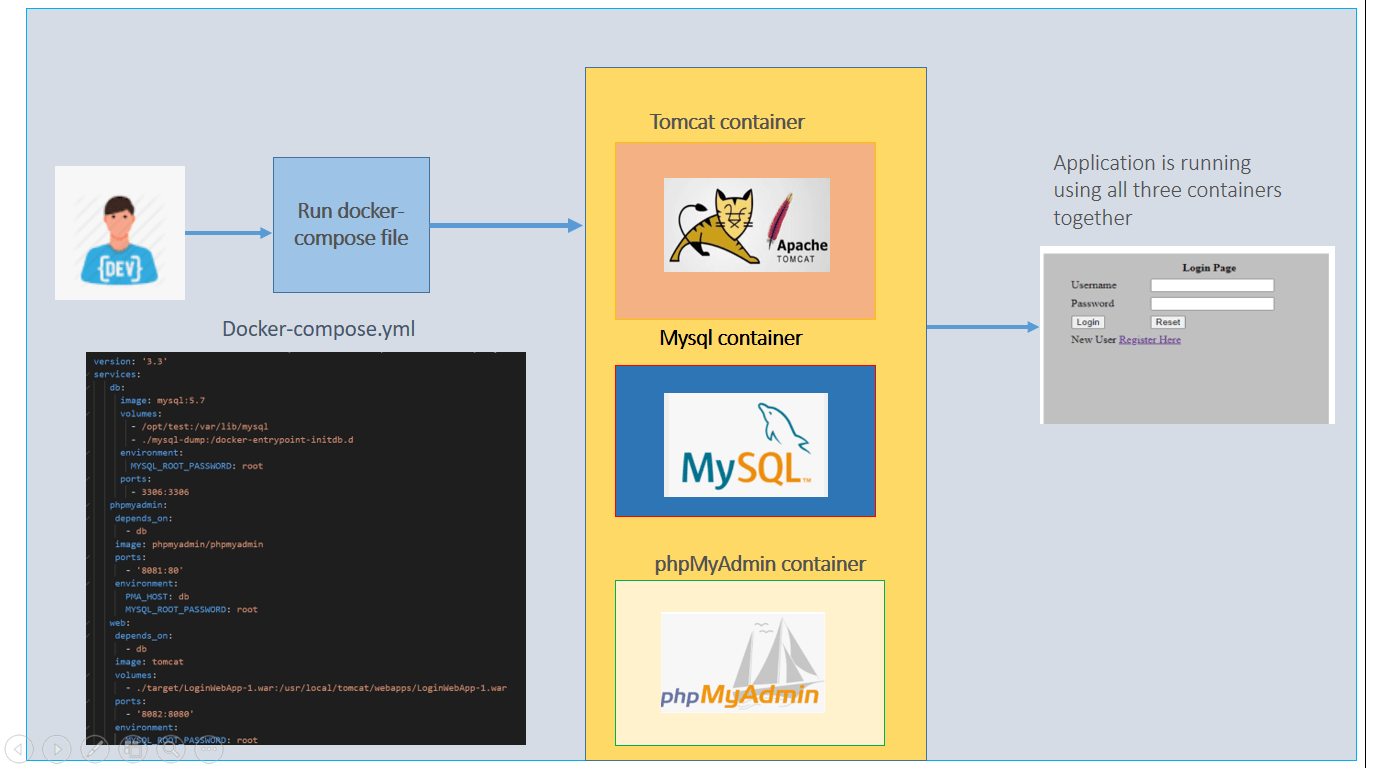 {DEV}
Run docker-
compose file
Docker-compose.yml
version: '3.3'
services:
db:
image: mysql:5.7
volumes:
- /opt/test:/var/lib/mysql
- ./mysql-dump:/docker-entrypoint-initdb.d
environment:
MYSQL_ROOT_PASSWORD: root
ports:
- 3306:3306
phpmyadmin:
depends_on:
- db
image: phpmyadmin/phpmyadmin
ports:
- '8081:80'
environment:
PMA_HOST: db
MYSQL_ROOT_PASSWORD: root
web:
depends_on:
- db
image: tomcat
volumes:
- ./target/LoginWebApp-1.war:/usr/local/tomcat/webapps/LoginWebApp-1.war
ports:
- '8082:8080'
environment:
MYSQL_ROOT_PASSWORD: root
Tomcat container
Apache
TOMCAT
Mysql container
MySQL™
phpMyAdmin container
phpMyAdmin
Application is running
using all three containers
together
Login Page
Username
Password
Login Reset
New User Register Here